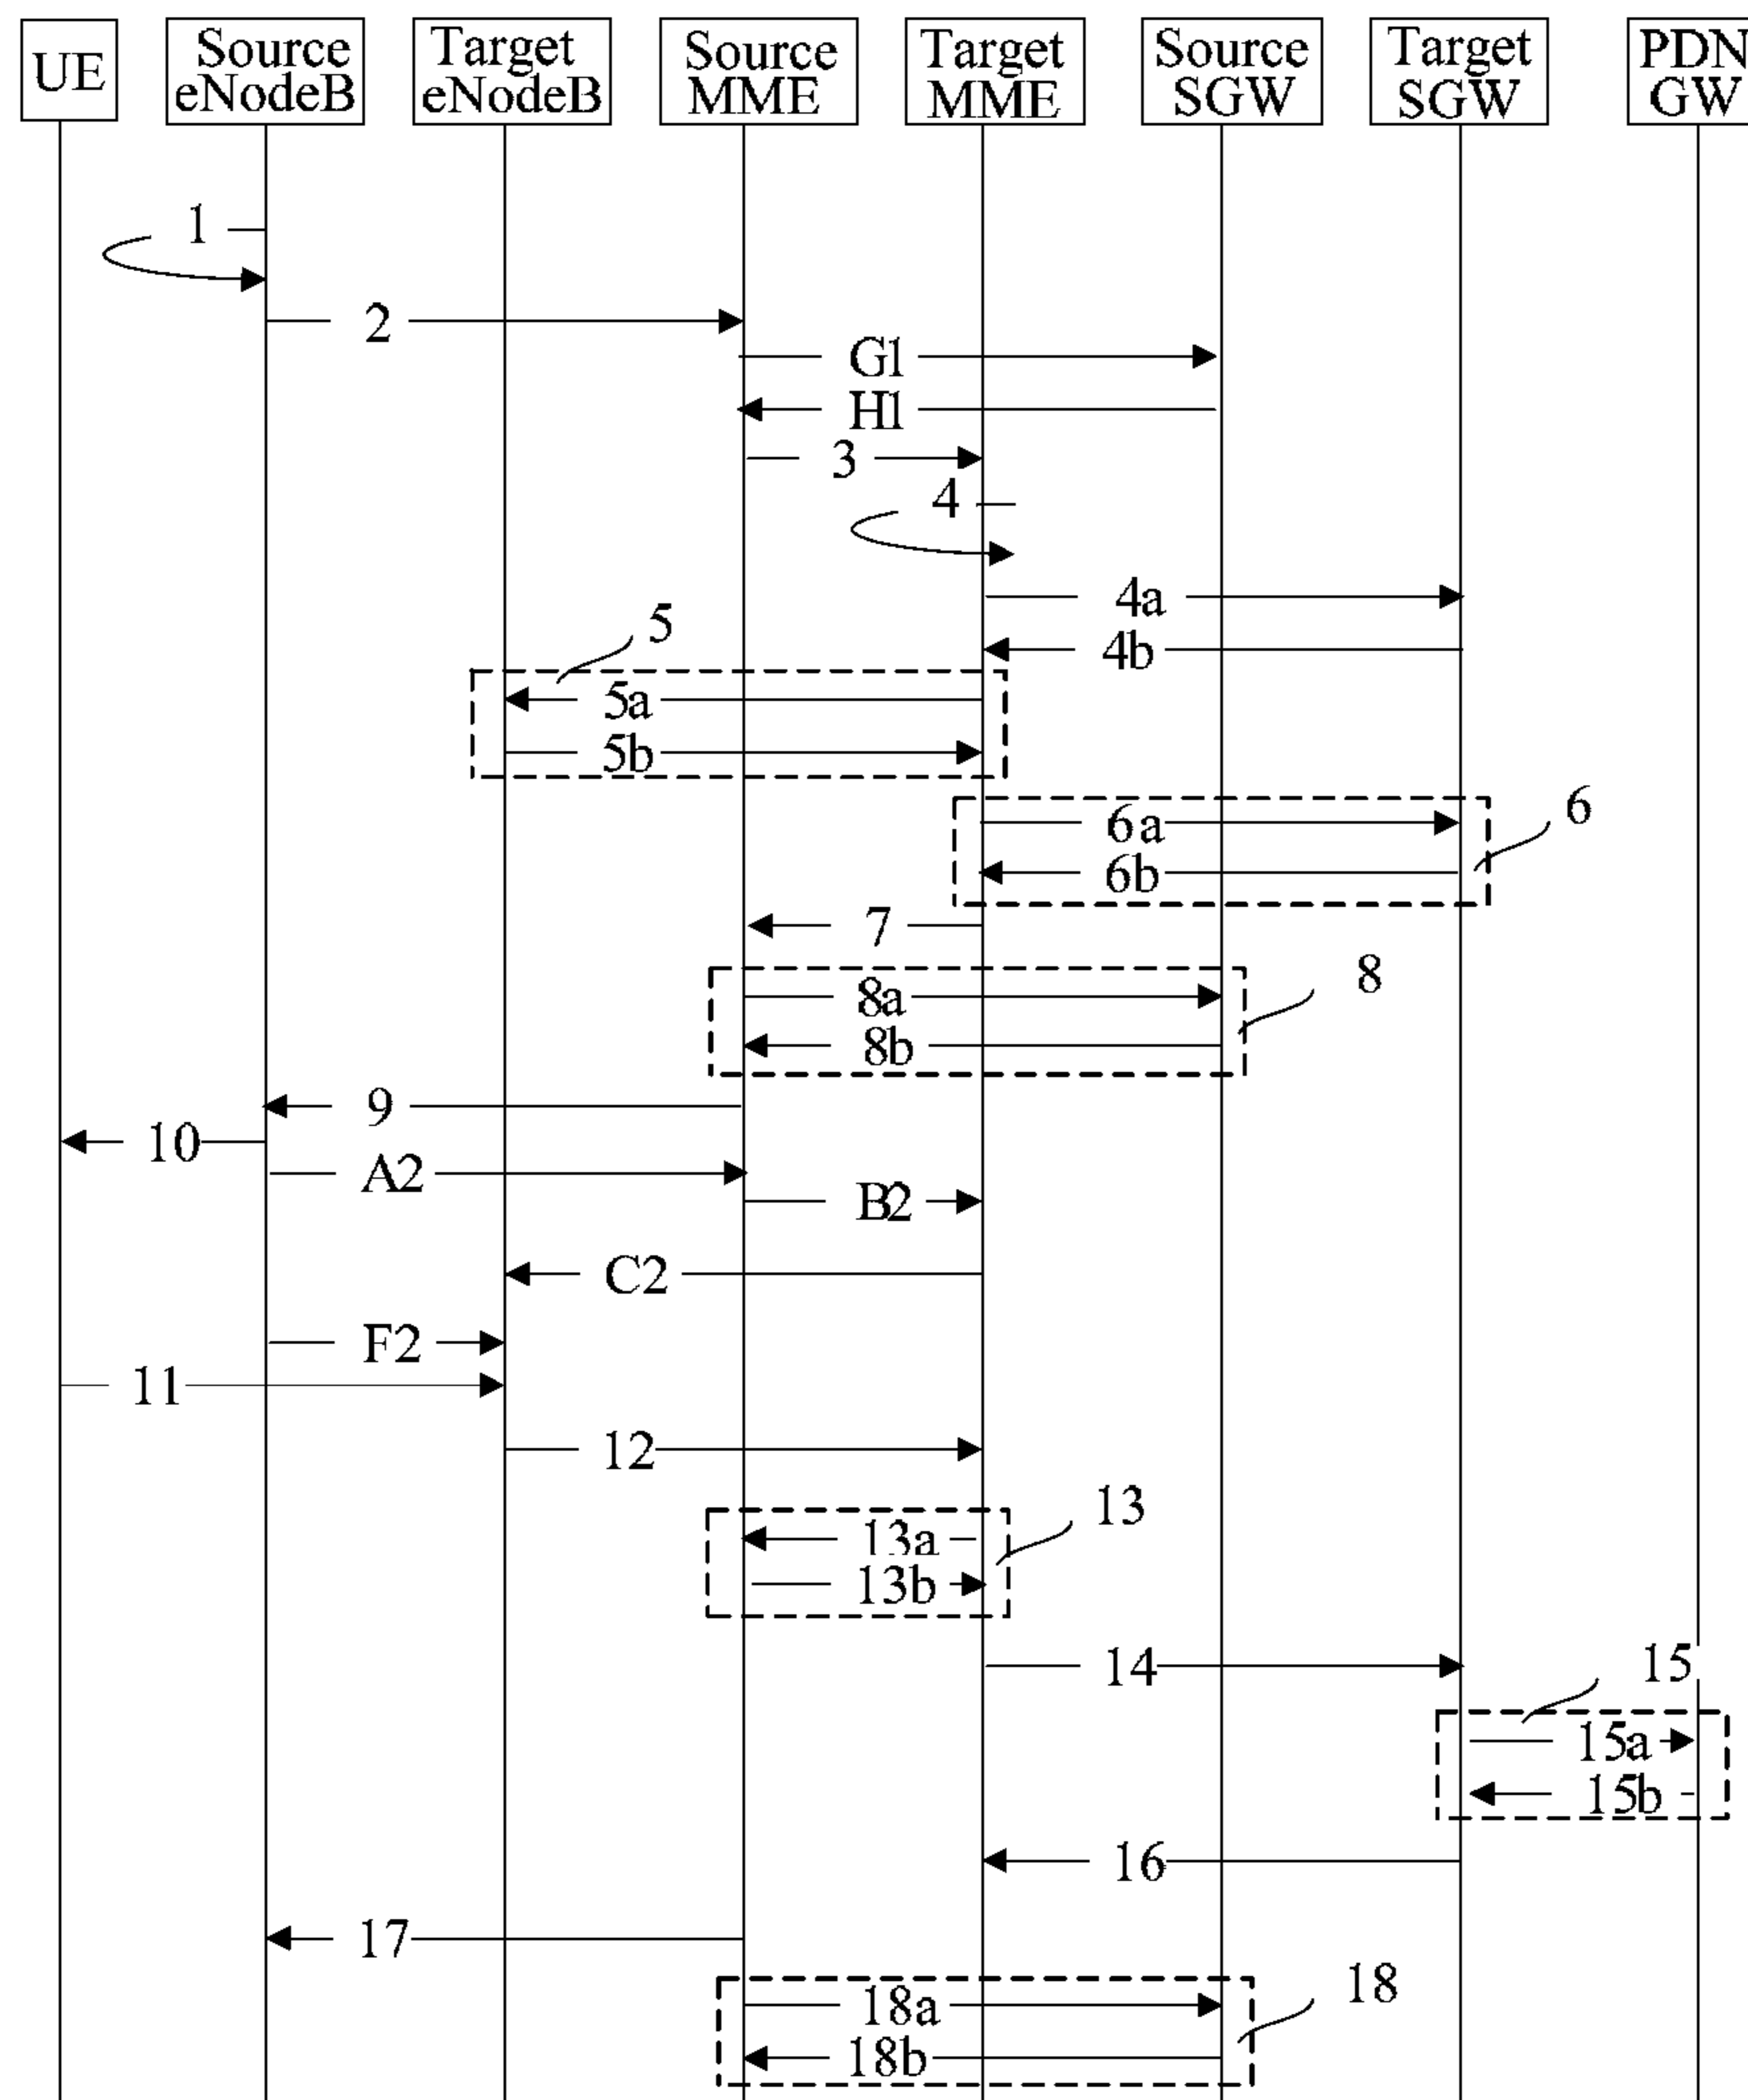 UE
Source
eNodeB
Target
eNodeB
Source
MME
Target
MME
Source
SGW
Target
SGW
PDN
GW
1
2
G1
H1
3
4
4a
4b
5
5a
5b
6
6a
6b
7
8
8a
8b
9
10
A2
B2
C2
F2
11
12
13
13a
13b
14
15
15a
15b
16
17
18
18a
18b